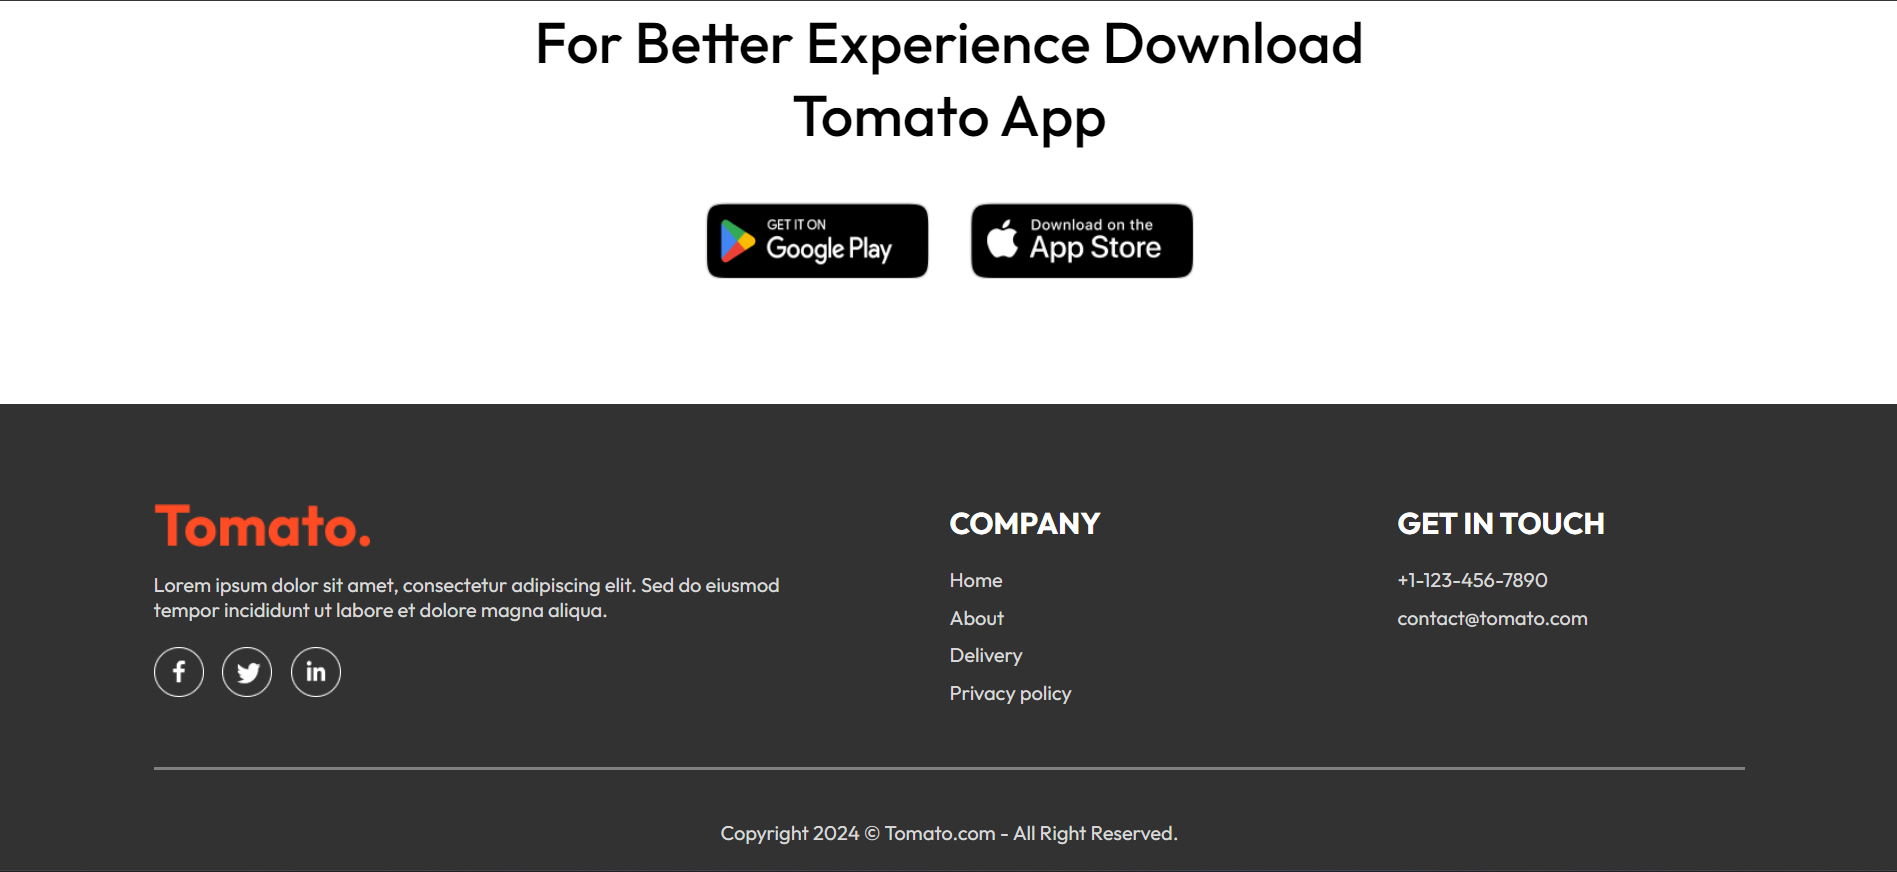 For Better Experience Download
Tomato App
GET IT ON
Google Play
Download on the
App Store
Tomato.
Lorem ipsum dolor sit amet, consectetur adipiscing elit. Sed do eiusmod
tempor incididunt ut labore et dolore magna aliqua.
COMPANY
Home
About
Delivery
Privacy policy
GET IN TOUCH
+1-123-456-7890
contact@tomato.com
Copyright 2024 © Tomato.com - All Right Reserved.